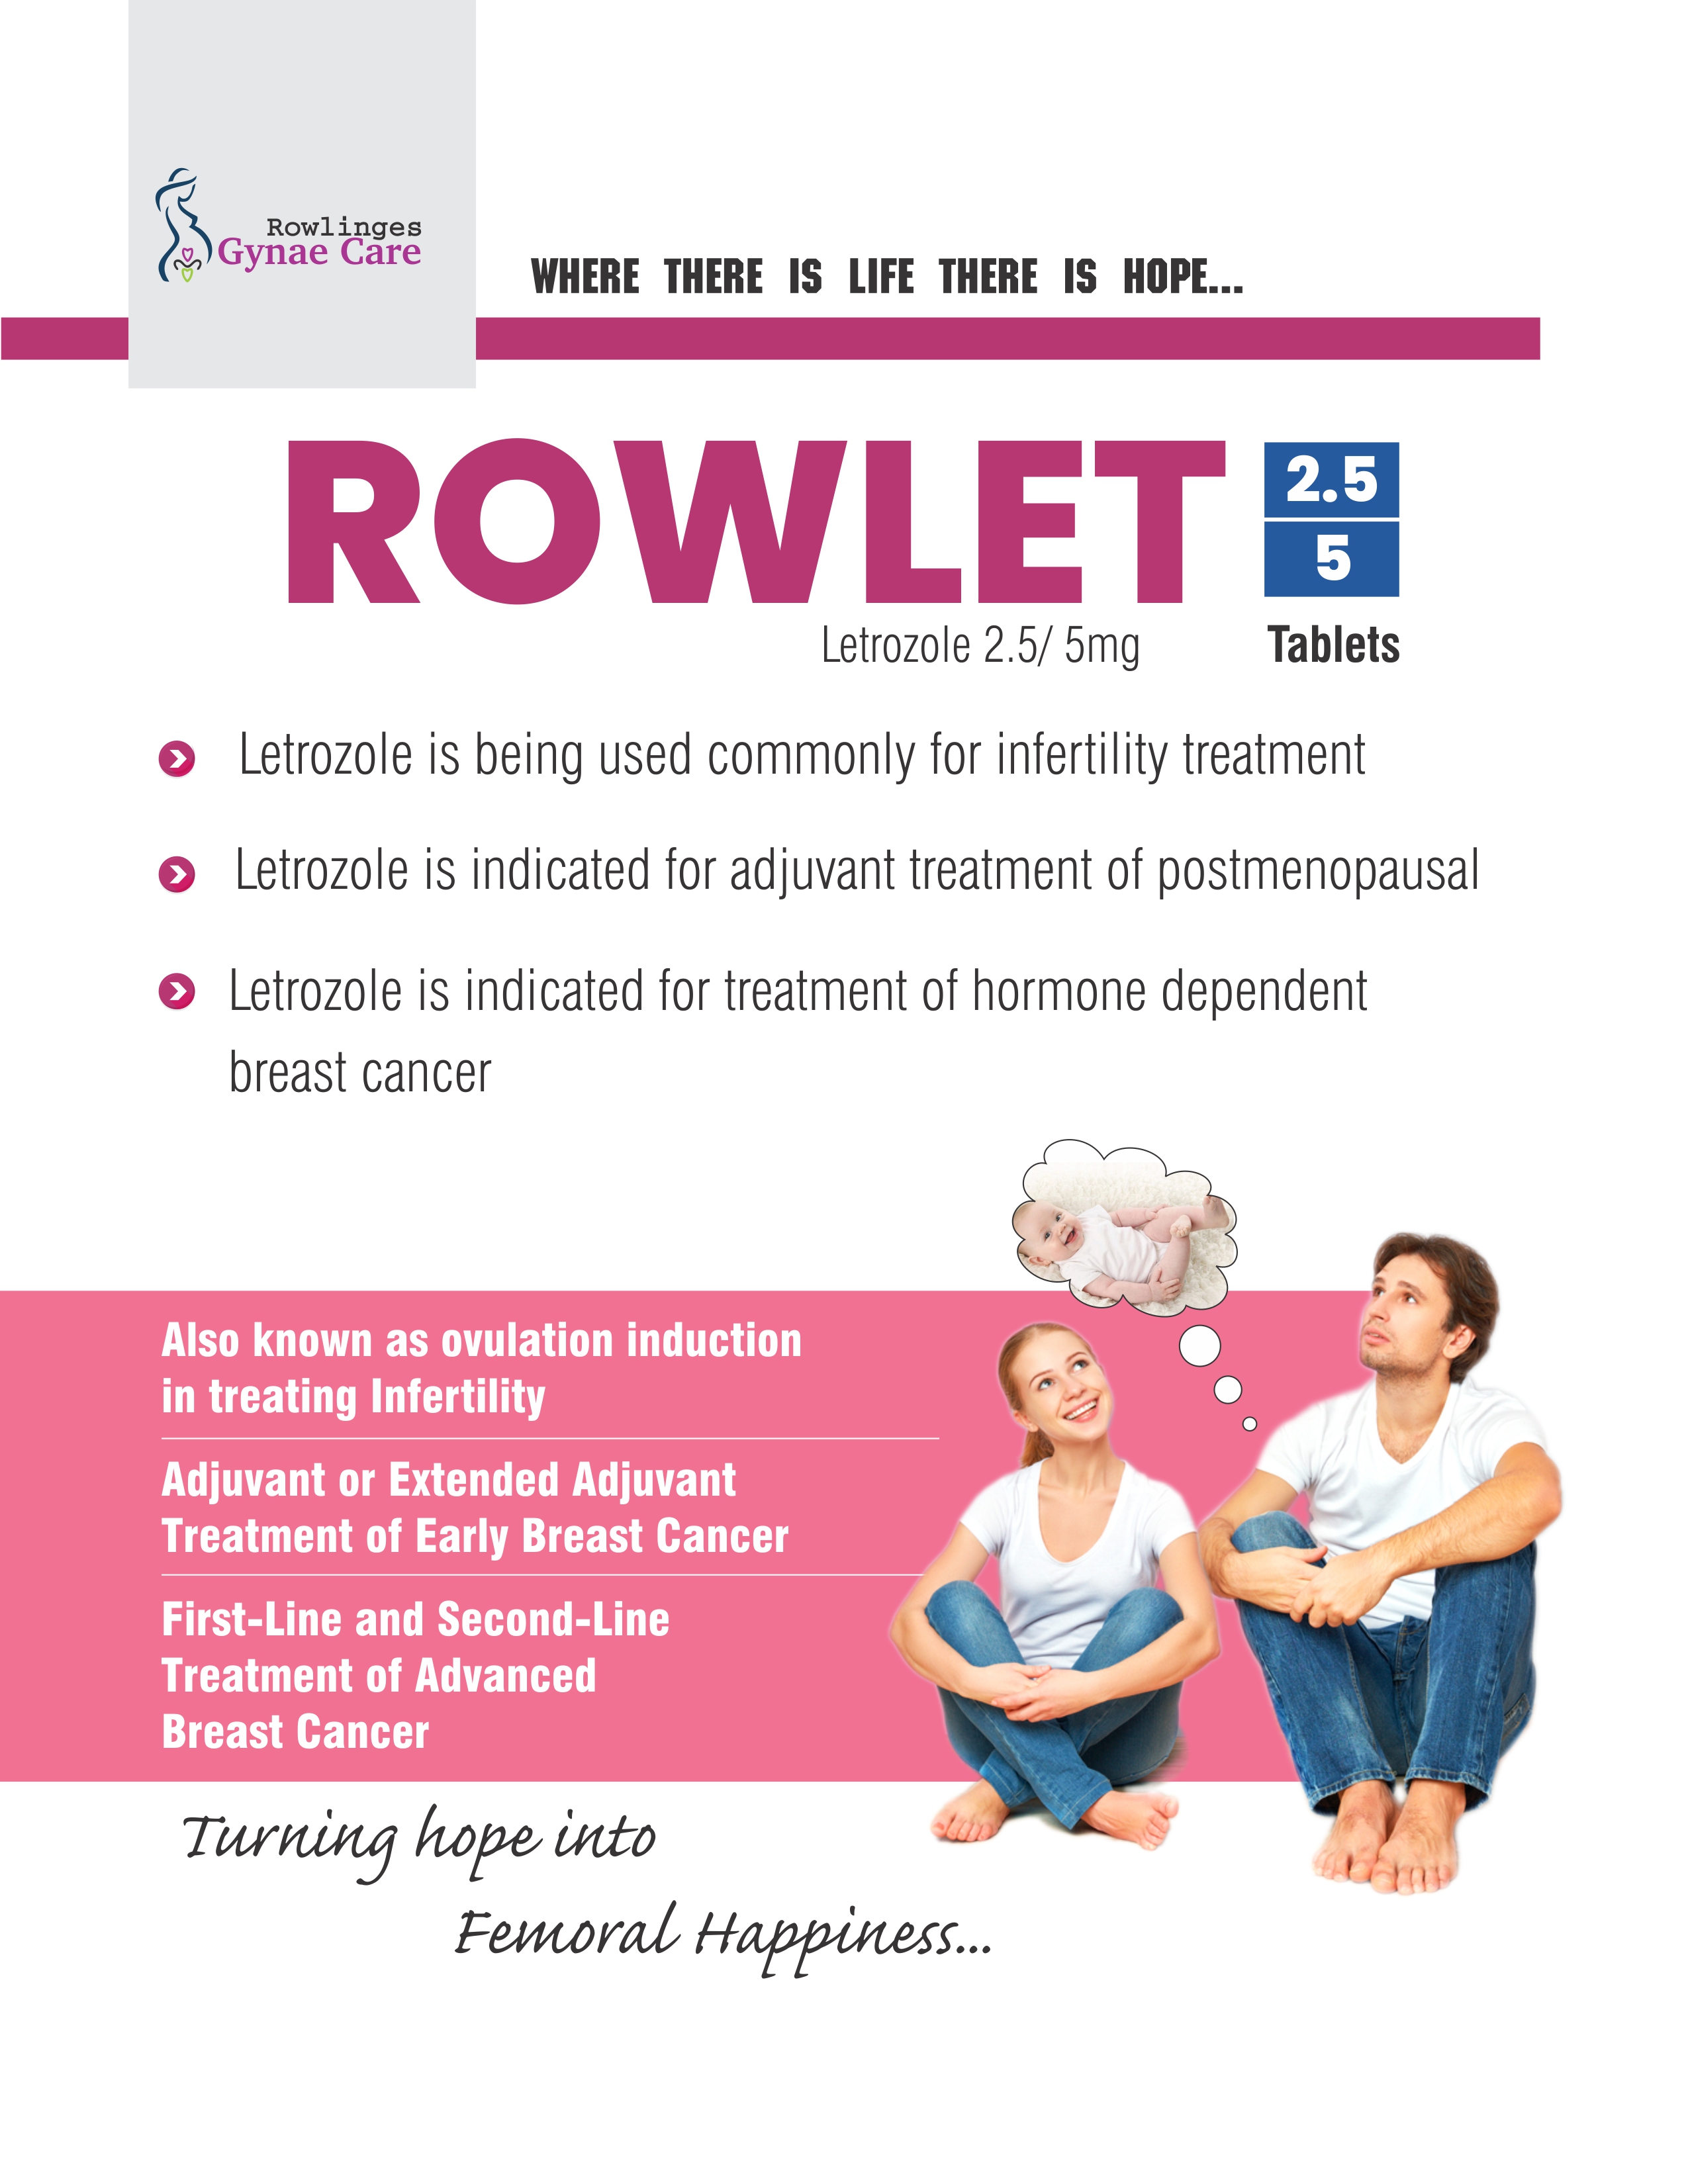 Rowlinges
Gynae Care
WHERE THERE IS LIFE THERE IS HOPE...
ROWLET
2.5
5
Letrozole 2.5/ 5mg
Tablets
Letrozole is being used commonly for infertility treatment
Letrozole is indicated for adjuvant treatment of postmenopausal
Letrozole is indicated for treatment of hormone dependent
breast cancer
Also known as ovulation induction
in treating Infertility
Adjuvant or Extended Adjuvant
Treatment of Early Breast Cancer
First-Line and Second-Line
Treatment of Advanced
Breast Cancer
Turning hope into
Femoral Happiness...